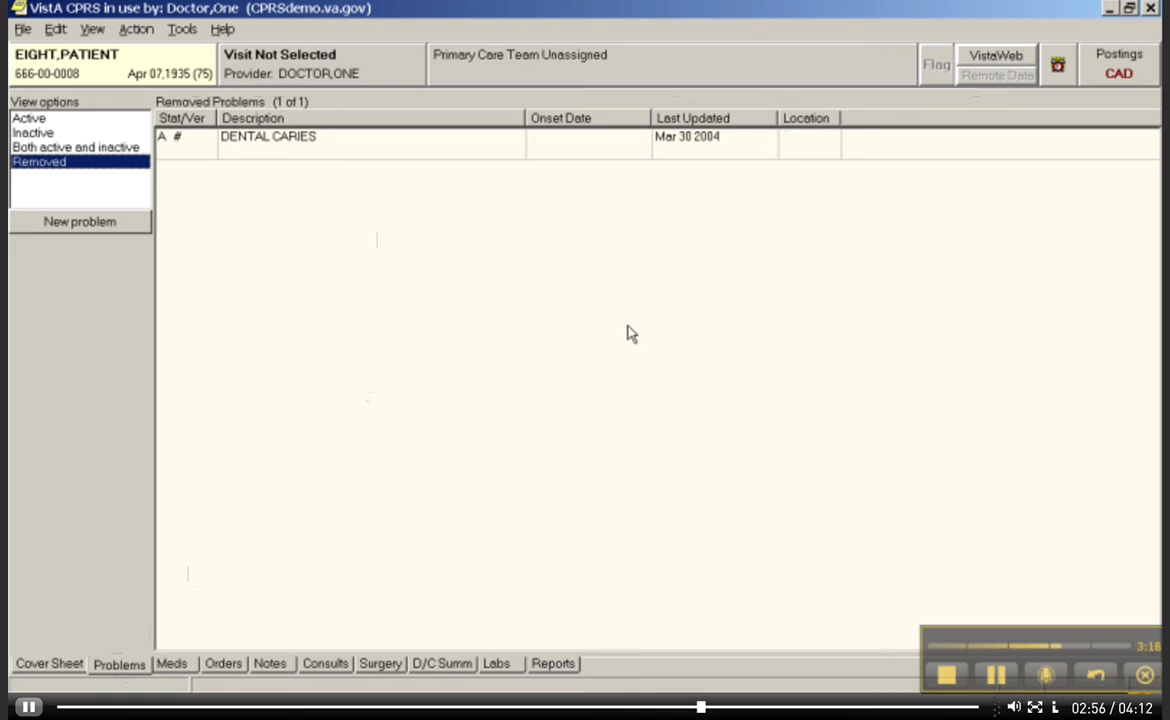 VistA CPRS in use by: Doctor,One (CPRSdemo.va.gov)
File Edit View Action Tools Help
EIGHT,PATIENT
666-00-0008 Apr 07,1935 (75)
Visit Not Selected
Provider: DOCTOR,ONE
Primary Care Team Unassigned
Flag
VistaWeb
Remote Data
Postings
CAD
View options
Active
Inactive
Both active and inactive
Removed
New problem
Removed Problems (1 of 1)
Stat/Ver Description Onset Date Last Updated Location
A # DENTAL CARIES Mar 30 2004
Cover Sheet Problems Meds Orders Notes Consults Surgery D/C Summ Labs Reports
3:18
02:56 / 04:12